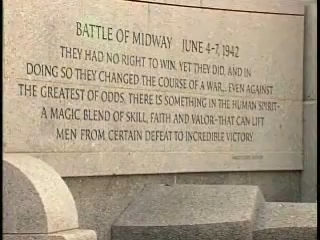 BATTLE OF MIDWAY JUNE 4-7, 1942
THEY HAD NO RIGHT TO WIN. YET THEY DID, AND IN
DOING SO THEY CHANGED THE COURSE OF A WAR... EVEN AGAINST
THE GREATEST OF ODDS, THERE IS SOMETHING IN THE HUMAN SPIRIT-
A MAGIC BLEND OF SKILL, FAITH AND VALOR-THAT CAN LIFT
MEN FROM CERTAIN DEFEAT TO INCREDIBLE VICTORY.